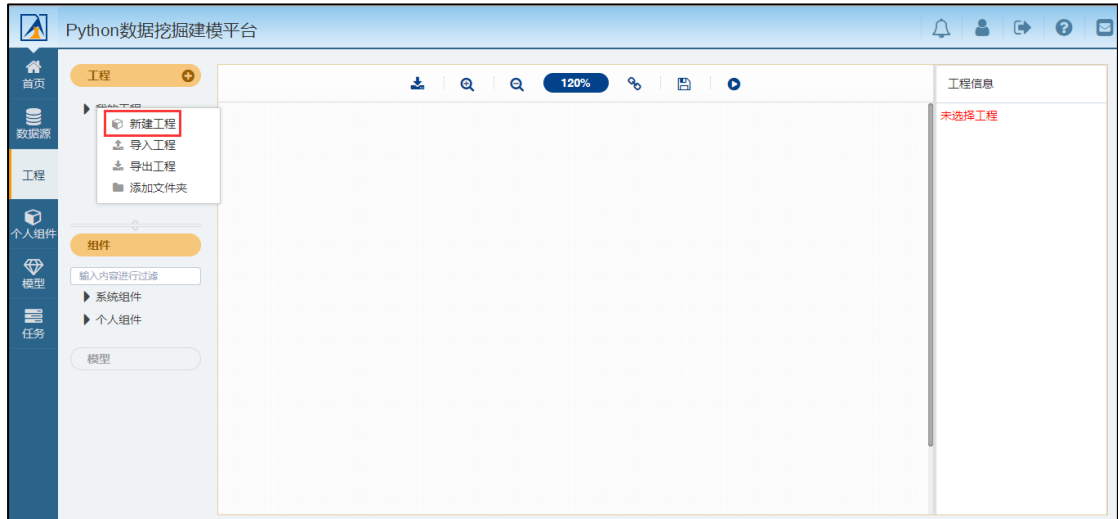 Python数据挖掘建模平台
首页
数据源
工程
个人组件
模型
任务
工程
我的工程
新建工程
导入工程
导出工程
添加文件夹
组件
输入内容进行过滤
系统组件
个人组件
模型
120%
工程信息
未选择工程